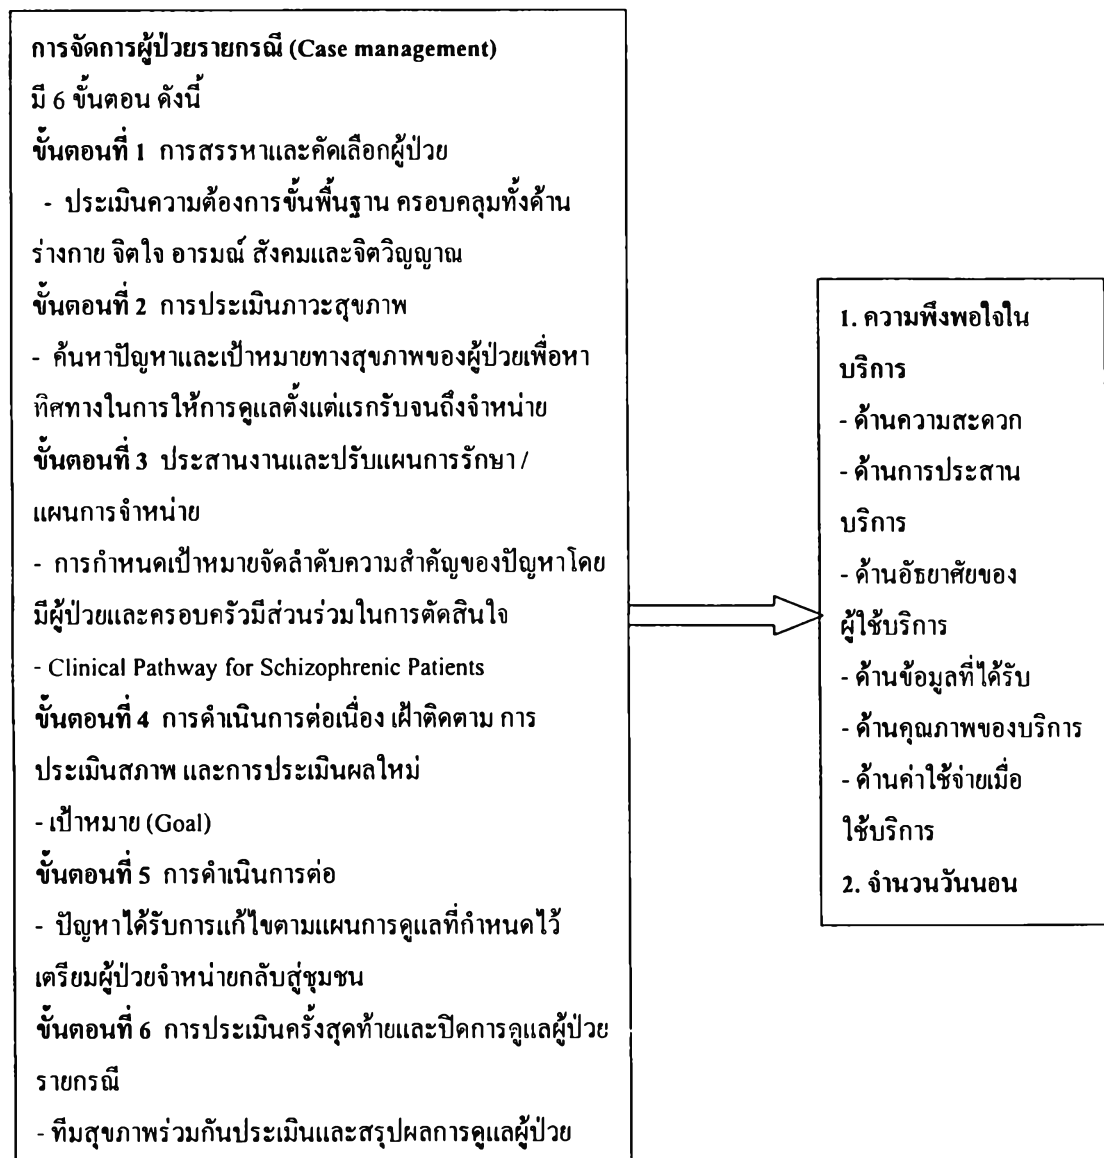 การจัดการผู้ป่วยรายกรณี (Case management)
มี 6 ขั้นตอน ดังนี้
ขั้นตอนที่ 1 การสรรหาและคัดเลือกผู้ป่วย
- ประเมินความต้องการขั้นพื้นฐาน ครอบคลุมทั้งด้าน
ร่างกาย จิตใจ อารมณ์ สังคมและจิตวิญญาณ
ขั้นตอนที่ 2 การประเมินภาวะสุขภาพ
- ค้นหาปัญหาและเป้าหมายทางสุขภาพของผู้ป่วยเพื่อหา
ทิศทางในการให้การดูแลตั้งแต่แรกรับจนถึงจำหน่าย
ขั้นตอนที่ 3 ประสานงานและปรับแผนการรักษา /
แผนการจำหน่าย
- การกำหนดเป้าหมายจัดลำดับความสำคัญของปัญหาโดย
มีผู้ป่วยและครอบครัวมีส่วนร่วมในการตัดสินใจ
- Clinical Pathway for Schizophrenic Patients
ขั้นตอนที่ 4 การดำเนินการต่อเนื่อง เฝ้าติดตาม การ
ประเมินสภาพ และการประเมินผลใหม่
- เป้าหมาย (Goal)
ขั้นตอนที่ 5 การดำเนินการต่อ
- ปัญหาได้รับการแก้ไขตามแผนการดูแลที่กำหนดไว้
เตรียมผู้ป่วยจำหน่ายกลับสู่ชุมชน
ขั้นตอนที่ 6 การประเมินครั้งสุดท้ายและปิดการดูแลผู้ป่วย
รายกรณี
- ทีมสุขภาพร่วมกันประเมินและสรุปผลการดูแลผู้ป่วย
1. ความพึงพอใจใน
บริการ
- ด้านความสะดวก
- ด้านการประสาน
บริการ
- ด้านอัธยาศัยของ
ผู้ใช้บริการ
- ด้านข้อมูลที่ได้รับ
- ด้านคุณภาพของบริการ
- ด้านค่าใช้จ่ายเมื่อ
ใช้บริการ
2. จำนวนวันนอน